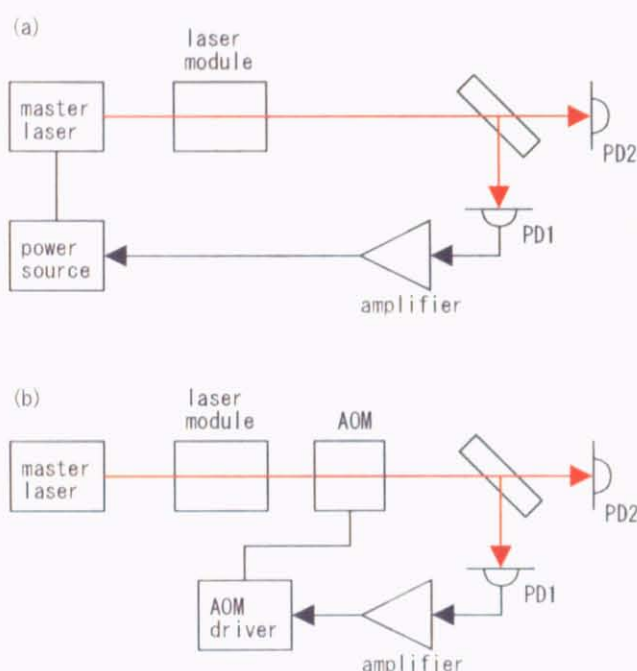 (a)
laser
module
master
laser
PD2
PD1
power
source
amplifier
(b)
laser
module
AOM
master
laser
PD2
PD1
AOM
driver
amplifier